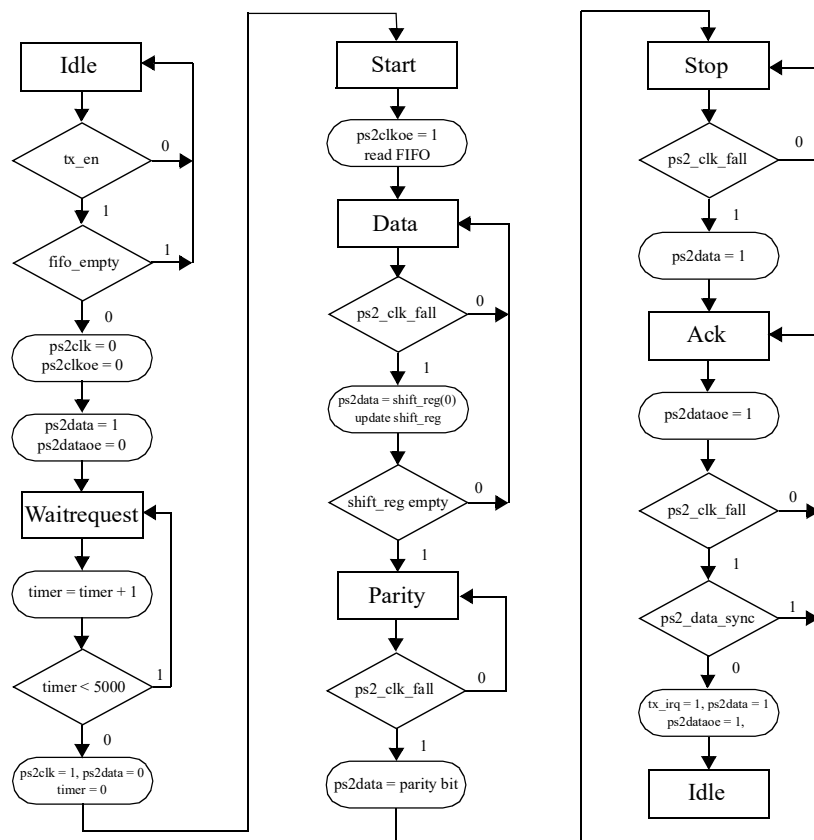 Idle
tx_en
0
1
fifo_empty
1
0
ps2clk = 0
ps2clkoe = 0
ps2data = 1
ps2dataoe = 0
Waitrequest
timer = timer + 1
timer < 5000
1
0
ps2clk = 1, ps2data = 0
timer = 0
Start
ps2clkoe = 1
read FIFO
Data
ps2_clk_fall
0
1
ps2data = shift_reg(0)
update shift_reg
shift_reg empty
0
1
Parity
ps2_clk_fall
0
1
ps2data = parity bit
Stop
ps2_clk_fall
0
1
ps2data = 1
Ack
ps2dataoe = 1
ps2_clk_fall
0
1
ps2_data_sync
1
0
tx_irq = 1, ps2data = 1
ps2dataoe = 1,
Idle